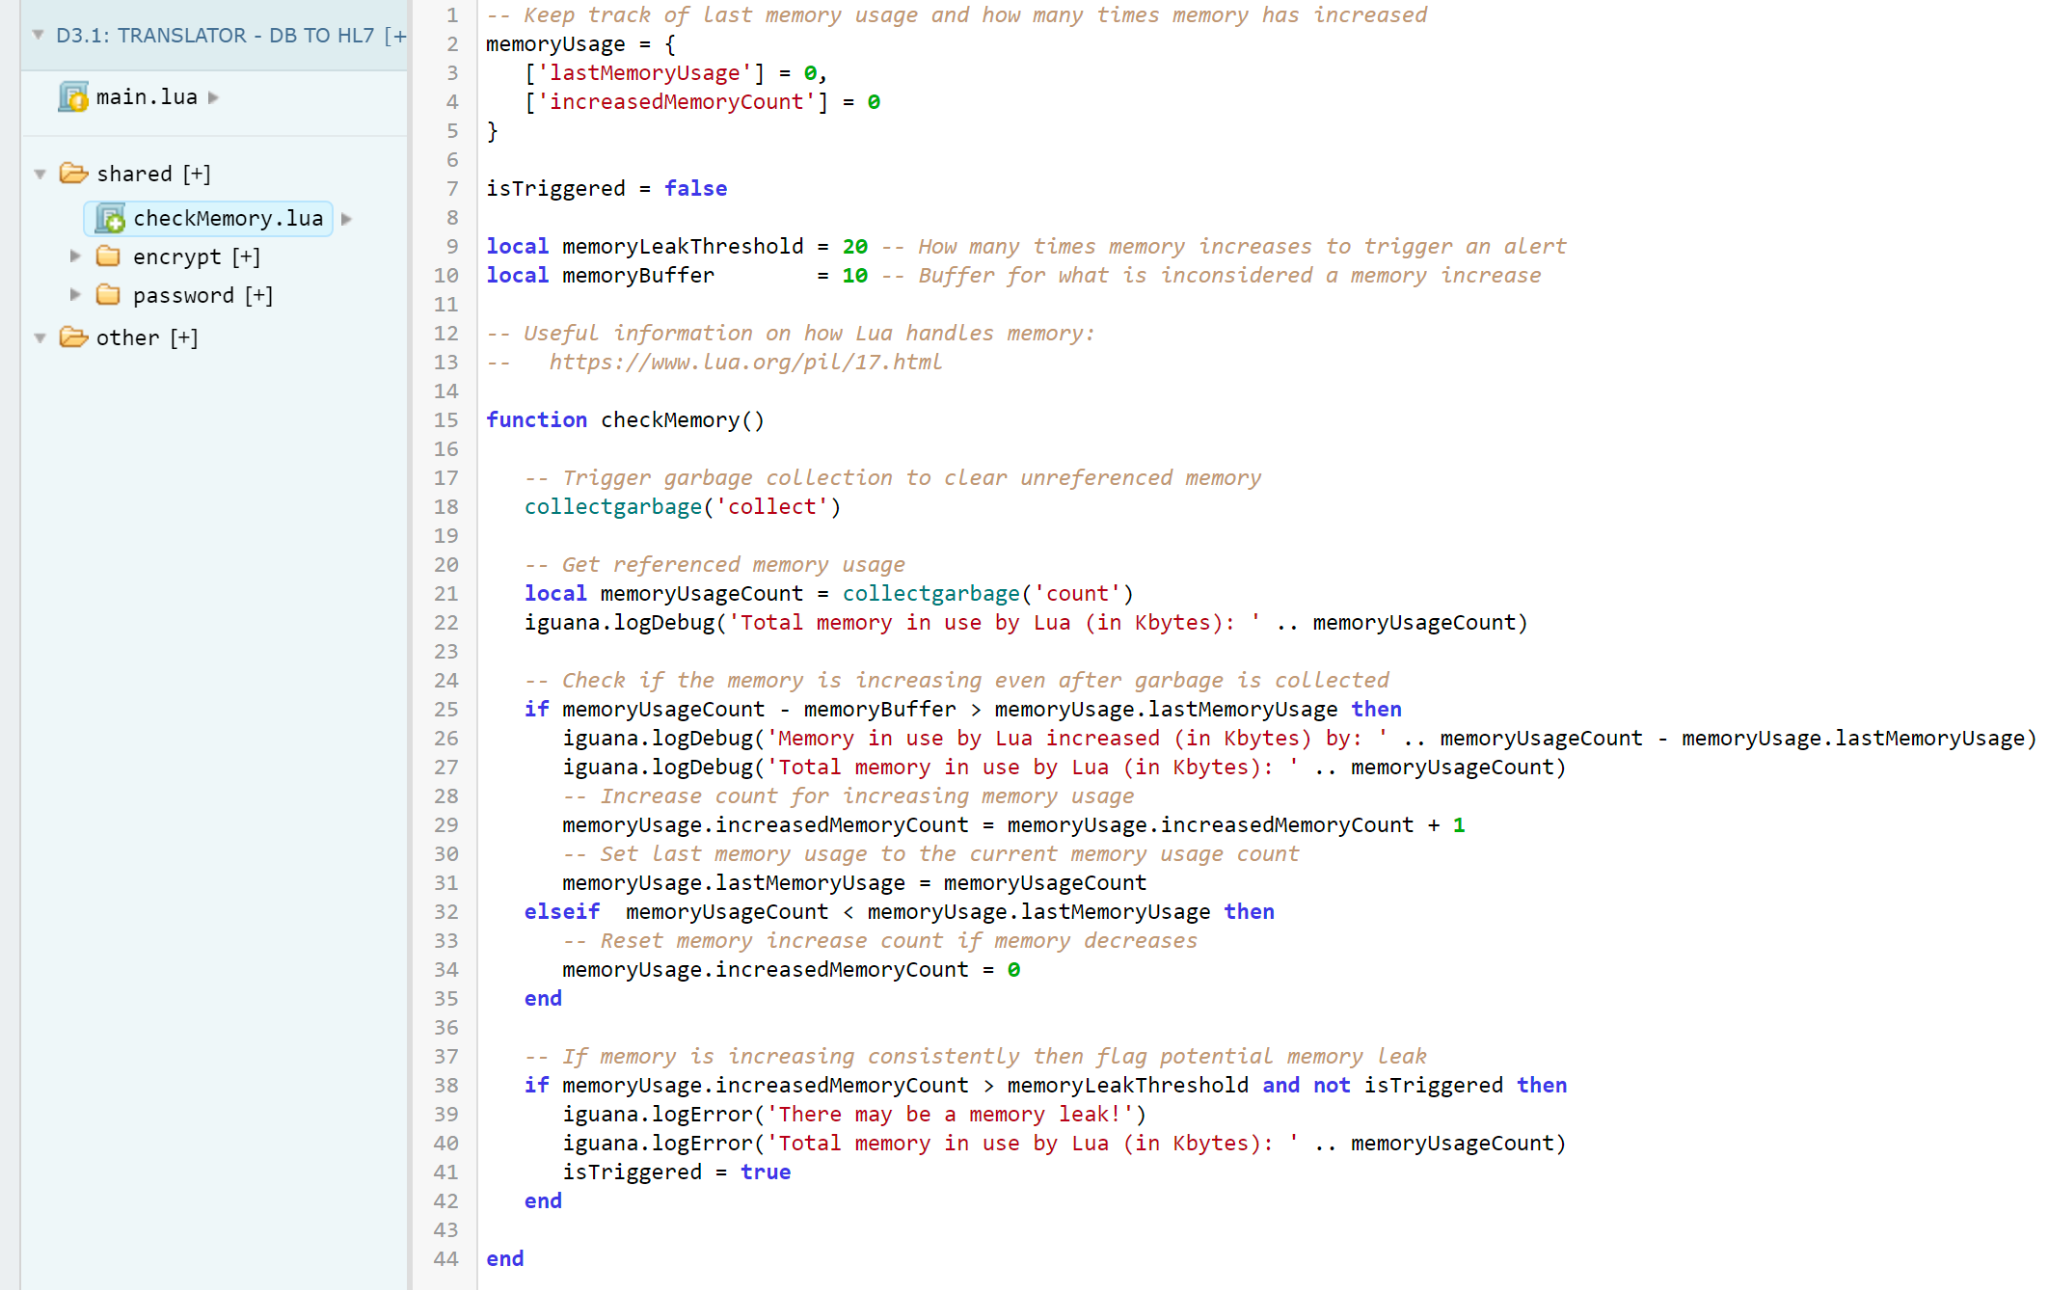 D3.1: TRANSLATOR - DB TO HL7 [+
main.lua
shared [+]
checkMemory.lua
encrypt [+]
password [+]
other [+]
1 -- Keep track of last memory usage and how many times memory has increased
2 memoryUsage = {
3    ['lastMemoryUsage'] = 0,
4    ['increasedMemoryCount'] = 0
5 }
6
7 isTriggered = false
8
9 local memoryLeakThreshold = 20 -- How many times memory increases to trigger an alert
10 local memoryBuffer        = 10 -- Buffer for what is inconsidered a memory increase
11
12 -- Useful information on how Lua handles memory:
13 --   https://www.lua.org/pil/17.html
14
15 function checkMemory()
16
17    -- Trigger garbage collection to clear unreferenced memory
18    collectgarbage('collect')
19
20    -- Get referenced memory usage
21    local memoryUsageCount = collectgarbage('count')
22    iguana.logDebug('Total memory in use by Lua (in Kbytes): ' .. memoryUsageCount)
23
24    -- Check if the memory is increasing even after garbage is collected
25    if memoryUsageCount - memoryBuffer > memoryUsage.lastMemoryUsage then
26       iguana.logDebug('Memory in use by Lua increased (in Kbytes) by: ' .. memoryUsageCount - memoryUsage.lastMemoryUsage)
27       iguana.logDebug('Total memory in use by Lua (in Kbytes): ' .. memoryUsageCount)
28       -- Increase count for increasing memory usage
29       memoryUsage.increasedMemoryCount = memoryUsage.increasedMemoryCount + 1
30       -- Set last memory usage to the current memory usage count
31       memoryUsage.lastMemoryUsage = memoryUsageCount
32    elseif  memoryUsageCount < memoryUsage.lastMemoryUsage then
33       -- Reset memory increase count if memory decreases
34       memoryUsage.increasedMemoryCount = 0
35    end
36
37    -- If memory is increasing consistently then flag potential memory leak
38    if memoryUsage.increasedMemoryCount > memoryLeakThreshold and not isTriggered then
39       iguana.logError('There may be a memory leak!')
40       iguana.logError('Total memory in use by Lua (in Kbytes): ' .. memoryUsageCount)
41       isTriggered = true
42    end
43
44 end